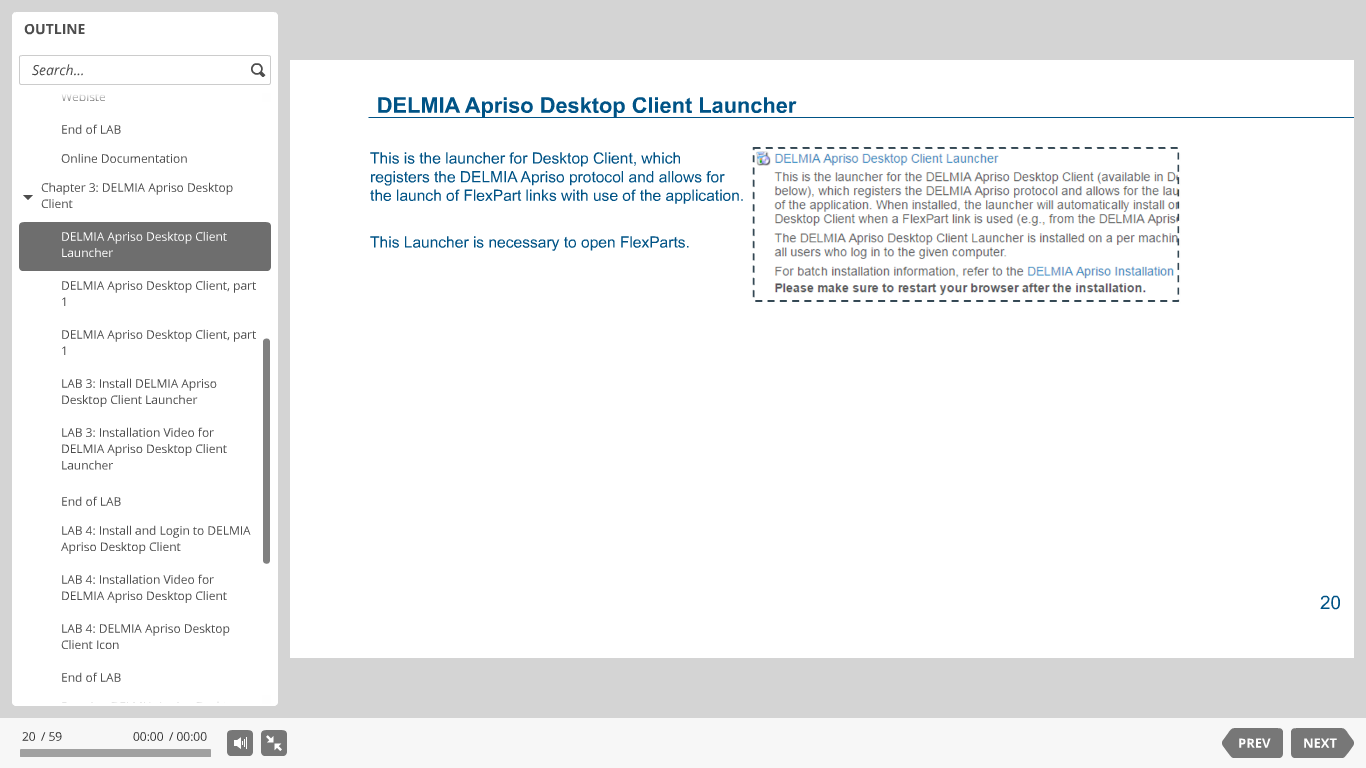 OUTLINE
Search...
Webiste
End of LAB
Online Documentation
Chapter 3: DELMIA Apriso Desktop
Client
DELMIA Apriso Desktop Client
Launcher
DELMIA Apriso Desktop Client, part
1
DELMIA Apriso Desktop Client, part
1
LAB 3: Install DELMIA Apriso
Desktop Client Launcher
LAB 3: Installation Video for
DELMIA Apriso Desktop Client
Launcher
End of LAB
LAB 4: Install and Login to DELMIA
Apriso Desktop Client
LAB 4: Installation Video for
DELMIA Apriso Desktop Client
LAB 4: DELMIA Apriso Desktop
Client Icon
End of LAB
DELMIA Apriso Desktop Client Launcher
This is the launcher for Desktop Client, which
registers the DELMIA Apriso protocol and allows for
the launch of FlexPart links with use of the application.
This Launcher is necessary to open FlexParts.
DELMIA Apriso Desktop Client Launcher
This is the launcher for the DELMIA Apriso Desktop Client (available in
below), which registers the DELMIA Apriso protocol and allows for the
of the application. When installed, the launcher will automatically install
Desktop Client when a FlexPart link is used (e.g., from the DELMIA
The DELMIA Apriso Desktop Client Launcher is installed on a per
all users who log in to the given computer.
For batch installation information, refer to the DELMIA Apriso Installation
Please make sure to restart your browser after the installation.
20
20 / 59
00:00 / 00:00
PREV
NEXT